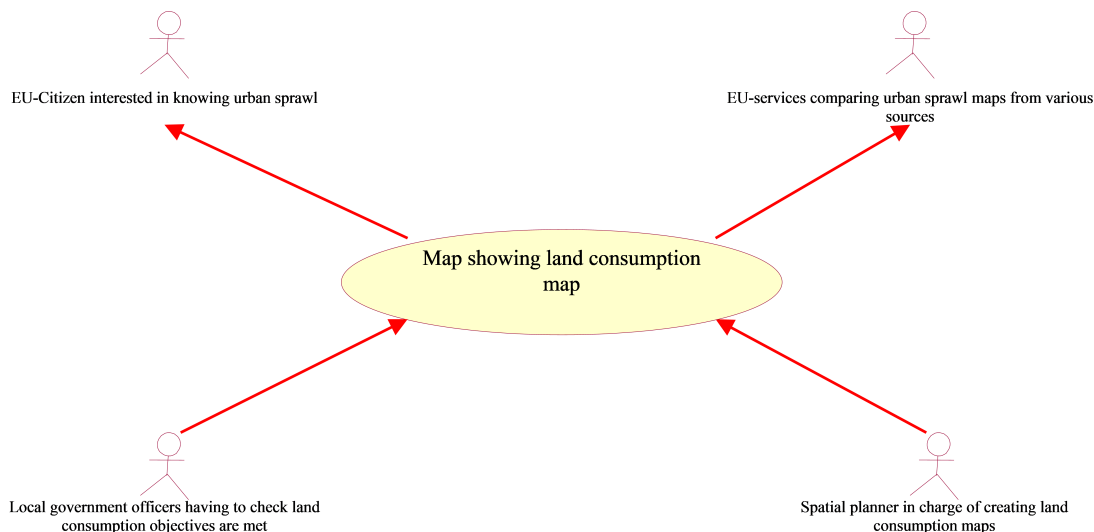 EU-Citizen interested in knowing urban sprawl
EU-services comparing urban sprawl maps from various
sources
Map showing land consumption
map
Local government officers having to check land
consumption objectives are met
Spatial planner in charge of creating land
consumption maps